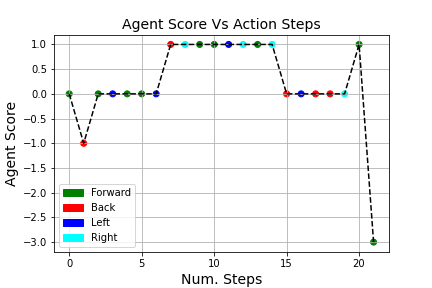 Agent Score Vs Action Steps
1.0
0.5
0.0
−0.5
−1.0
−1.5
−2.0
−2.5
−3.0
Agent Score
Forward
Back
Left
Right
0 5 10 15 20
Num. Steps